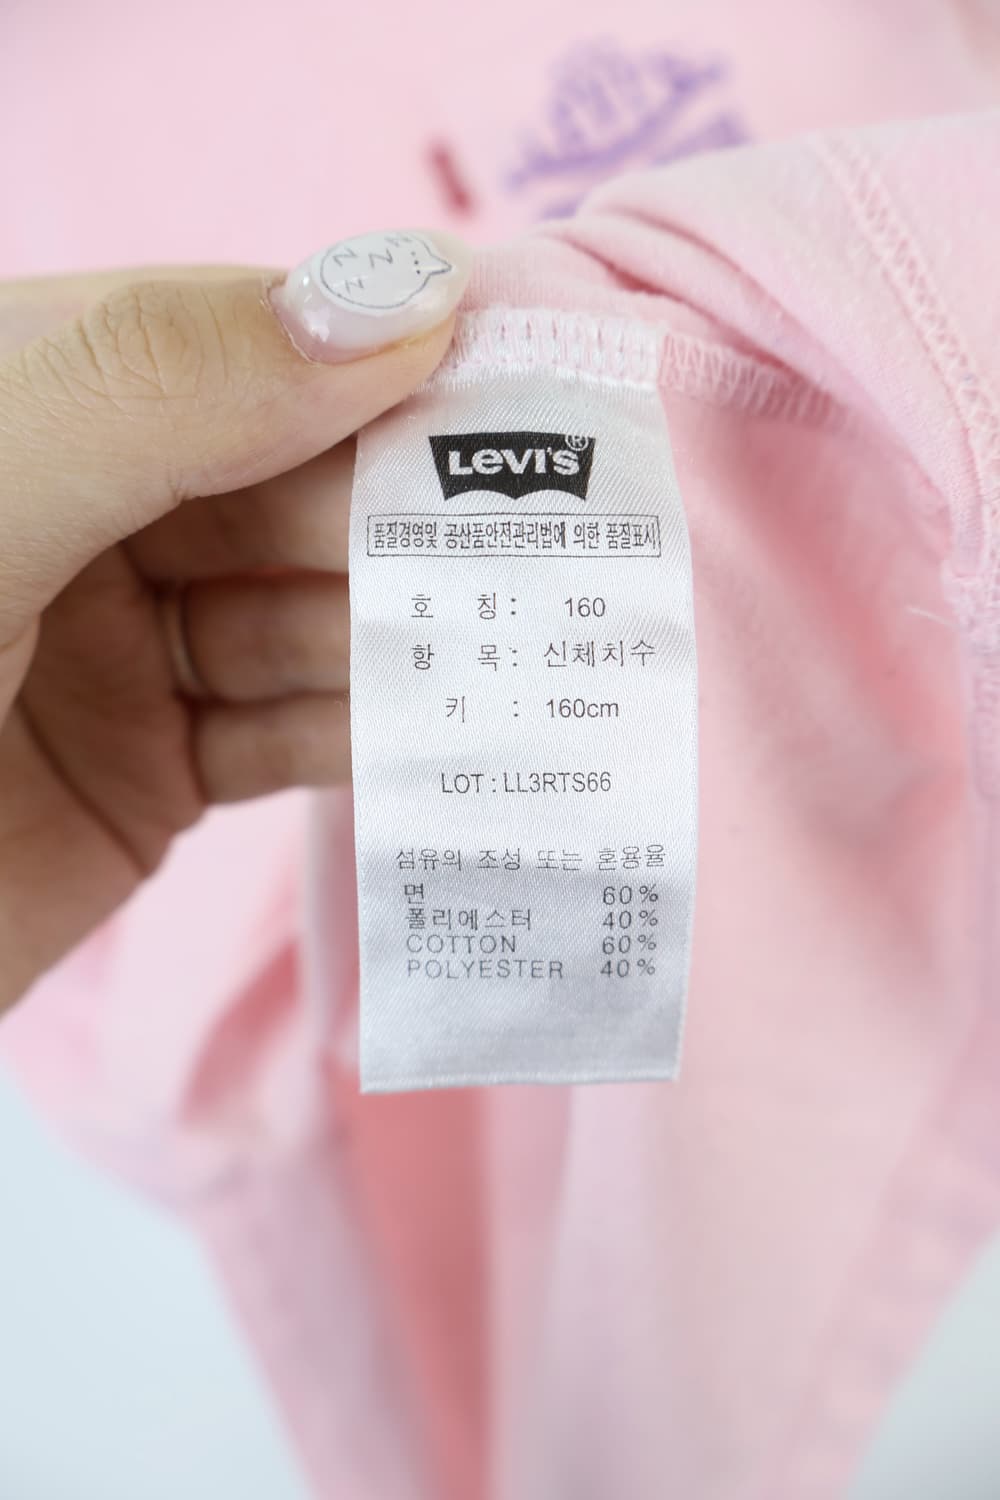 LEVI'S®
품질경영및 공산품안전관리법에 의한 품질표시
호 칭 : 160
항 목 : 신체치수
키 : 160cm
LOT : LL3RTS66
섬유의 조성 또는 혼용율
면 60%
폴리에스터 40%
COTTON 60%
POLYESTER 40%